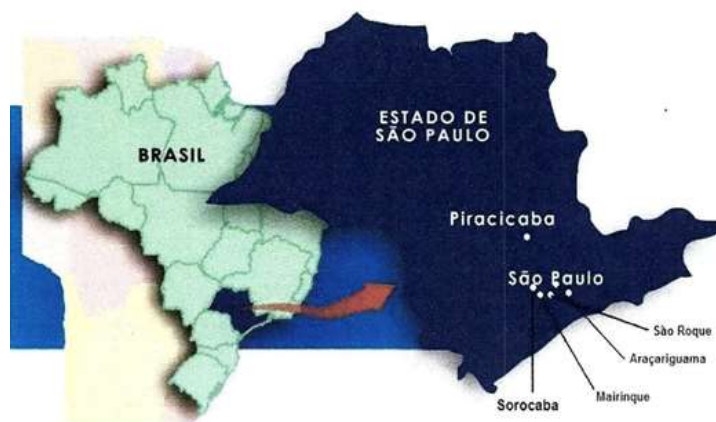 ESTADO DE
SÃO PAULO
BRASIL
Piracicaba
São Paulo
São Roque
Araçariguama
Mairinque
Sorocaba